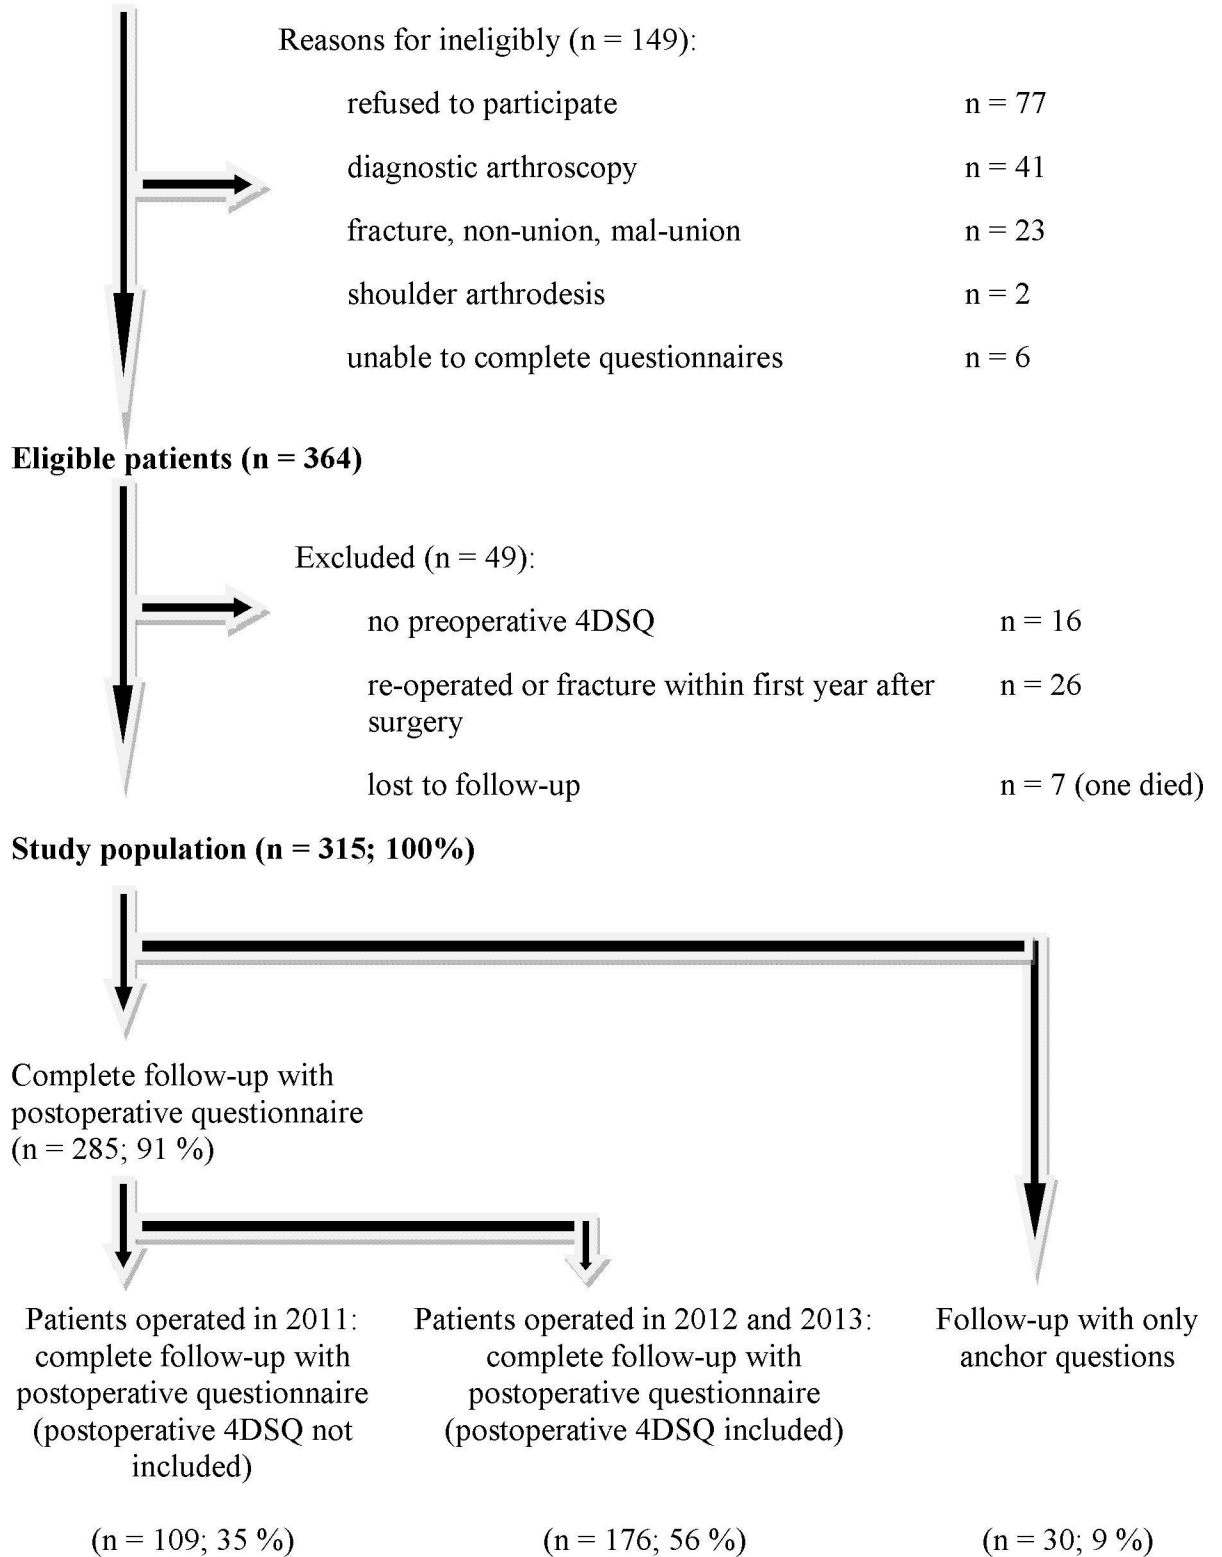 Reasons for ineligibly (n = 149):
refused to participate n = 77
diagnostic arthroscopy n = 41
fracture, non-union, mal-union n = 23
shoulder arthrodesis n = 2
unable to complete questionnaires n = 6
Eligible patients (n = 364)
Excluded (n = 49):
no preoperative 4DSQ n = 16
re-operated or fracture within first year after n = 26
surgery
lost to follow-up n = 7 (one died)
Study population (n = 315; 100%)
Complete follow-up with
postoperative questionnaire
(n = 285; 91 %)
Patients operated in 2011:
complete follow-up with
postoperative questionnaire
(postoperative 4DSQ not
included)
(n = 109; 35 %)
Patients operated in 2012 and 2013:
complete follow-up with
postoperative questionnaire
(postoperative 4DSQ included)
(n = 176; 56 %)
Follow-up with only
anchor questions
(n = 30; 9 %)